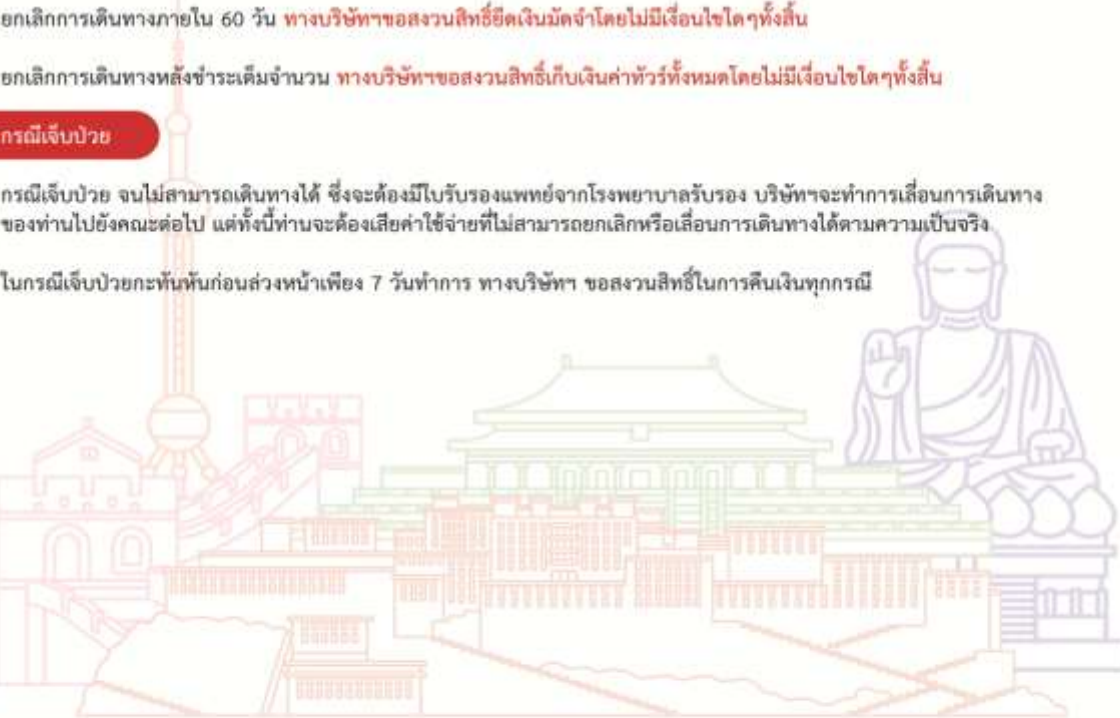 ยกเลิกการเดินทางภายใน 60 วัน ทางบริษัทฯขอสงวนสิทธิ์ยึดเงินมัดจำโดยไม่มีเงื่อนไขใดๆทั้งสิ้น
ยกเลิกการเดินทางหลังชำระเต็มจำนวน ทางบริษัทฯขอสงวนสิทธิ์เก็บเงินค่าทัวร์ทั้งหมดโดยไม่มีเงื่อนไขใดๆทั้งสิ้น
กรณีเจ็บป่วย
กรณีเจ็บป่วย จนไม่สามารถเดินทางได้ ซึ่งจะต้องมีใบรับรองแพทย์จากโรงพยาบาลรับรอง บริษัทฯจะทำการเลื่อนการเดินทาง
ของท่านไปยังคณะต่อไป แต่ทั้งนี้ท่านจะต้องเสียค่าใช้จ่ายที่ไม่สามารถยกเลิกหรือเลื่อนการเดินทางได้ตามความเป็นจริง
ในกรณีเจ็บป่วยกะทันหันก่อนล่วงหน้าเพียง 7 วันทำการ ทางบริษัทฯ ขอสงวนสิทธิ์ในการคืนเงินทุกกรณี